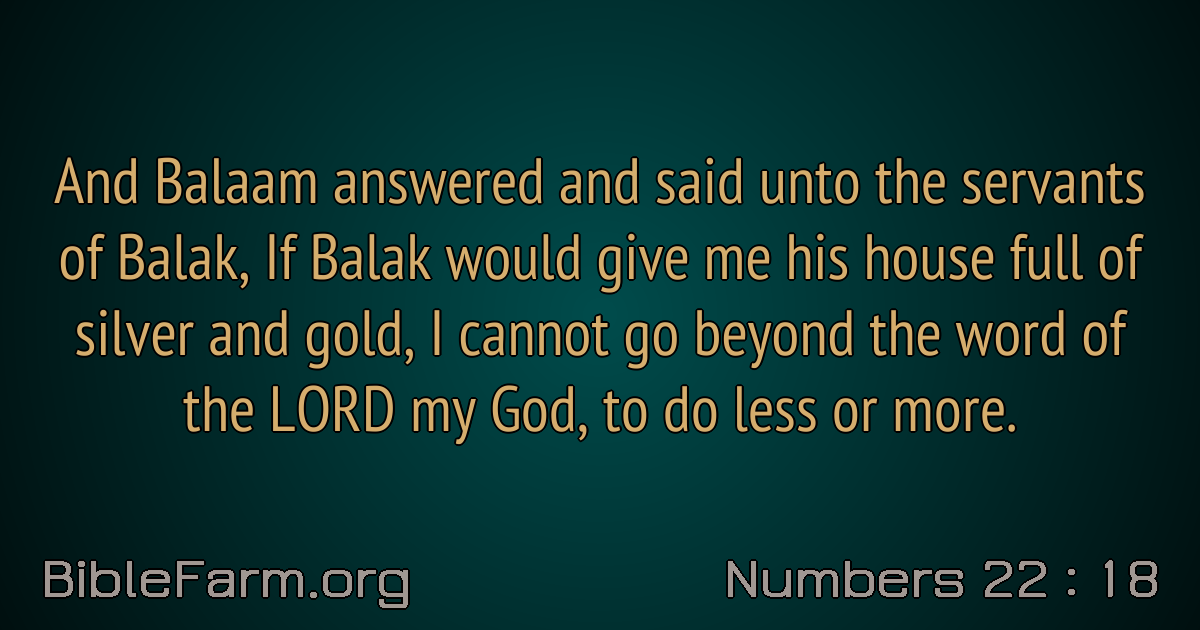 And Balaam answered and said unto the servants
of Balak, If Balak would give me his house full of
silver and gold, I cannot go beyond the word of
the LORD my God, to do less or more.
BibleFarm.org
Numbers 22 : 18